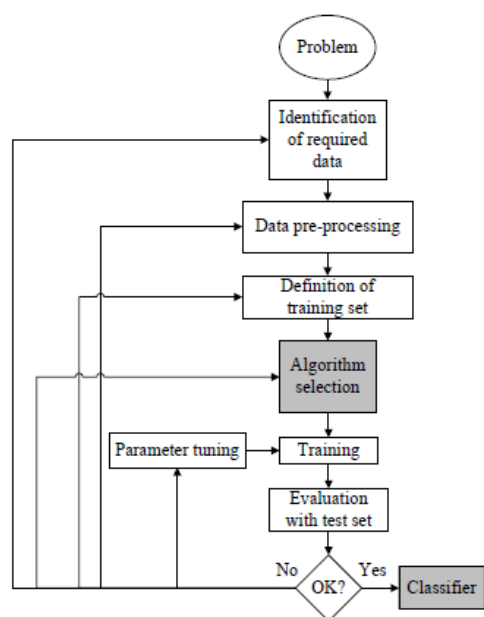 Problem
Identification
of required
data
Data pre-processing
Definition of
training set
Algorithm
selection
Parameter tuning
Training
Evaluation
with test set
No
OK?
Yes
Classifier